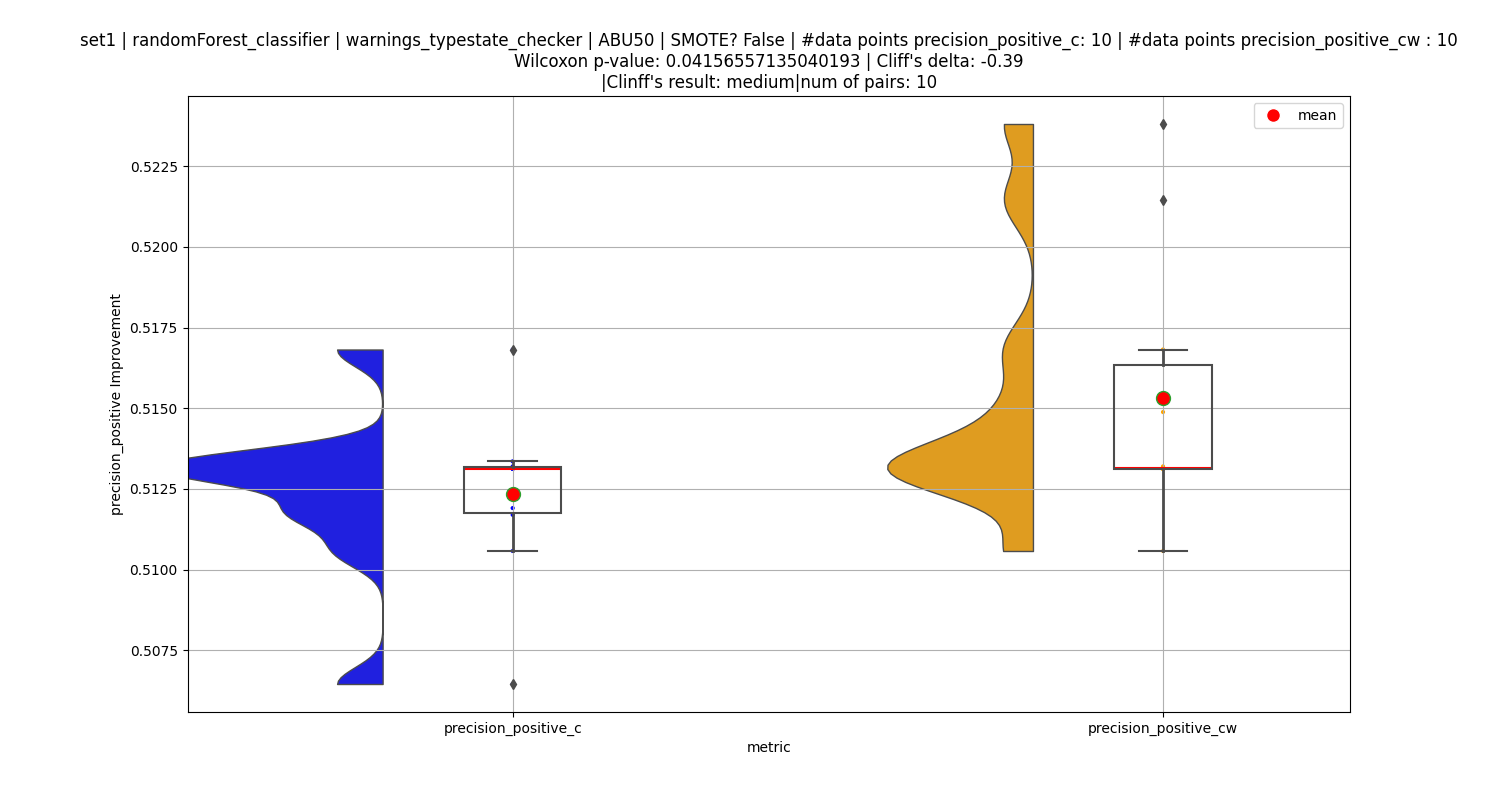 set1 | randomForest_classifier | warnings_typestate_checker | ABU50 | SMOTE? False | #data points precision_positive_c: 10 | #data points precision_positive_cw : 10
Wilcoxon p-value: 0.04156557135040193 | Cliff's delta: -0.39
|Clinff's result: medium|num of pairs: 10
mean
0.5225
0.5200
0.5175
0.5150
0.5125
0.5100
0.5075
precision_positive Improvement
precision_positive_c
precision_positive_cw
metric